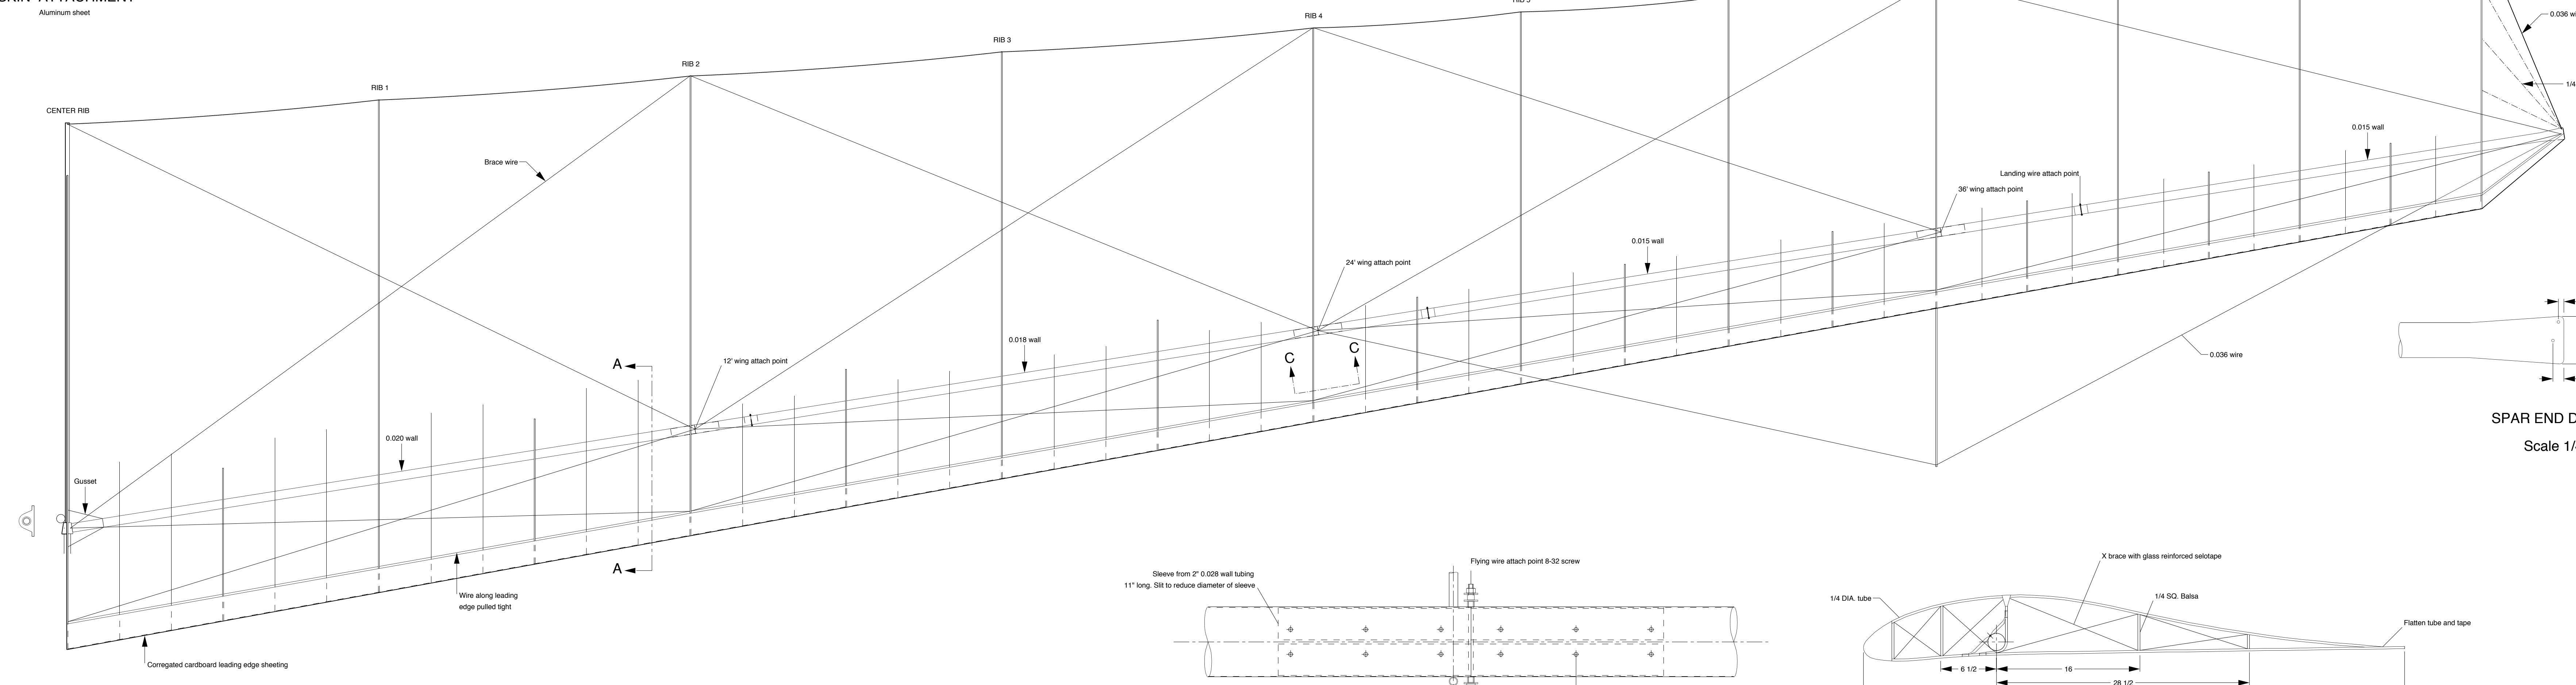 Aluminum sheet
RIB 4
RIB 3
RIB 2
RIB 1
CENTER RIB
0.036 wi
1/4
Brace wire
0.015 wall
Landing wire attach point
36' wing attach point
0.015 wall
24' wing attach point
0.018 wall
12' wing attach point
A
C
C
0.036 wire
0.020 wall
Gusset
SPAR END D
Scale 1/
A
Wire along leading
edge pulled tight
Corregated cardboard leading edge sheeting
Sleeve from 2" 0.028 wall tubing
11" long. Slit to reduce diameter of sleeve
Flying wire attach point 8-32 screw
X brace with glass reinforced selotape
1/4 DIA. tube
1/4 SQ. Balsa
Flatten tube and tape
6 1/2
16
28 1/2